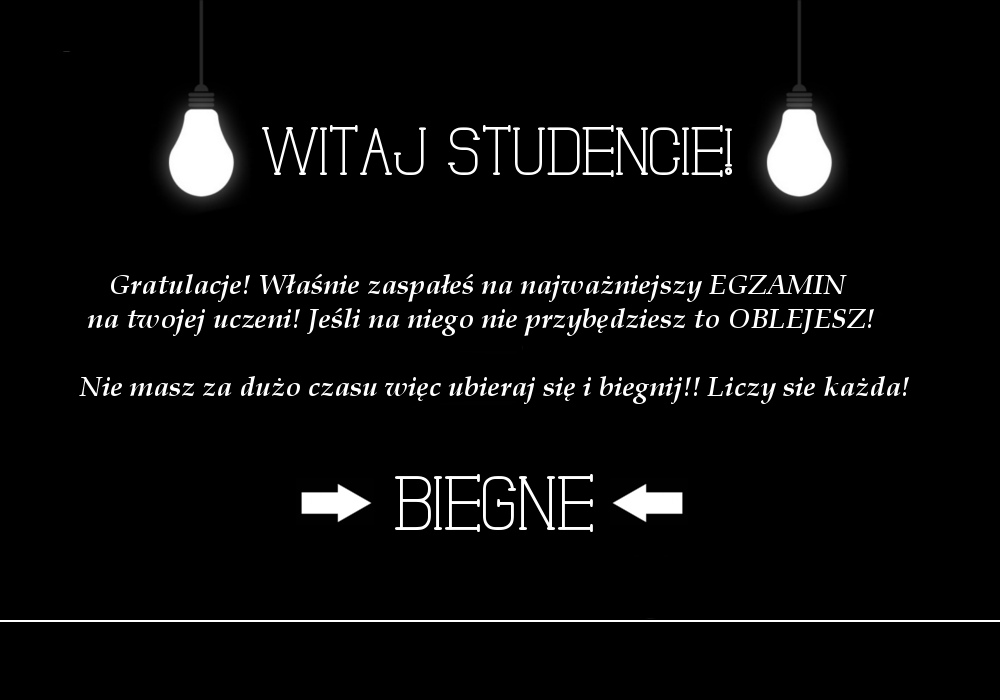 WITAJ STUDENCIE!
Gratulacje! Właśnie zaspałeś na najważniejszy EGZAMIN
na twojej uczeni! Jeśli na niego nie przybędziesz to OBLEJESZ!
Nie masz za dużo czasu więc ubieraj się i biegnij!! Liczy sie każda!
BIEGNE